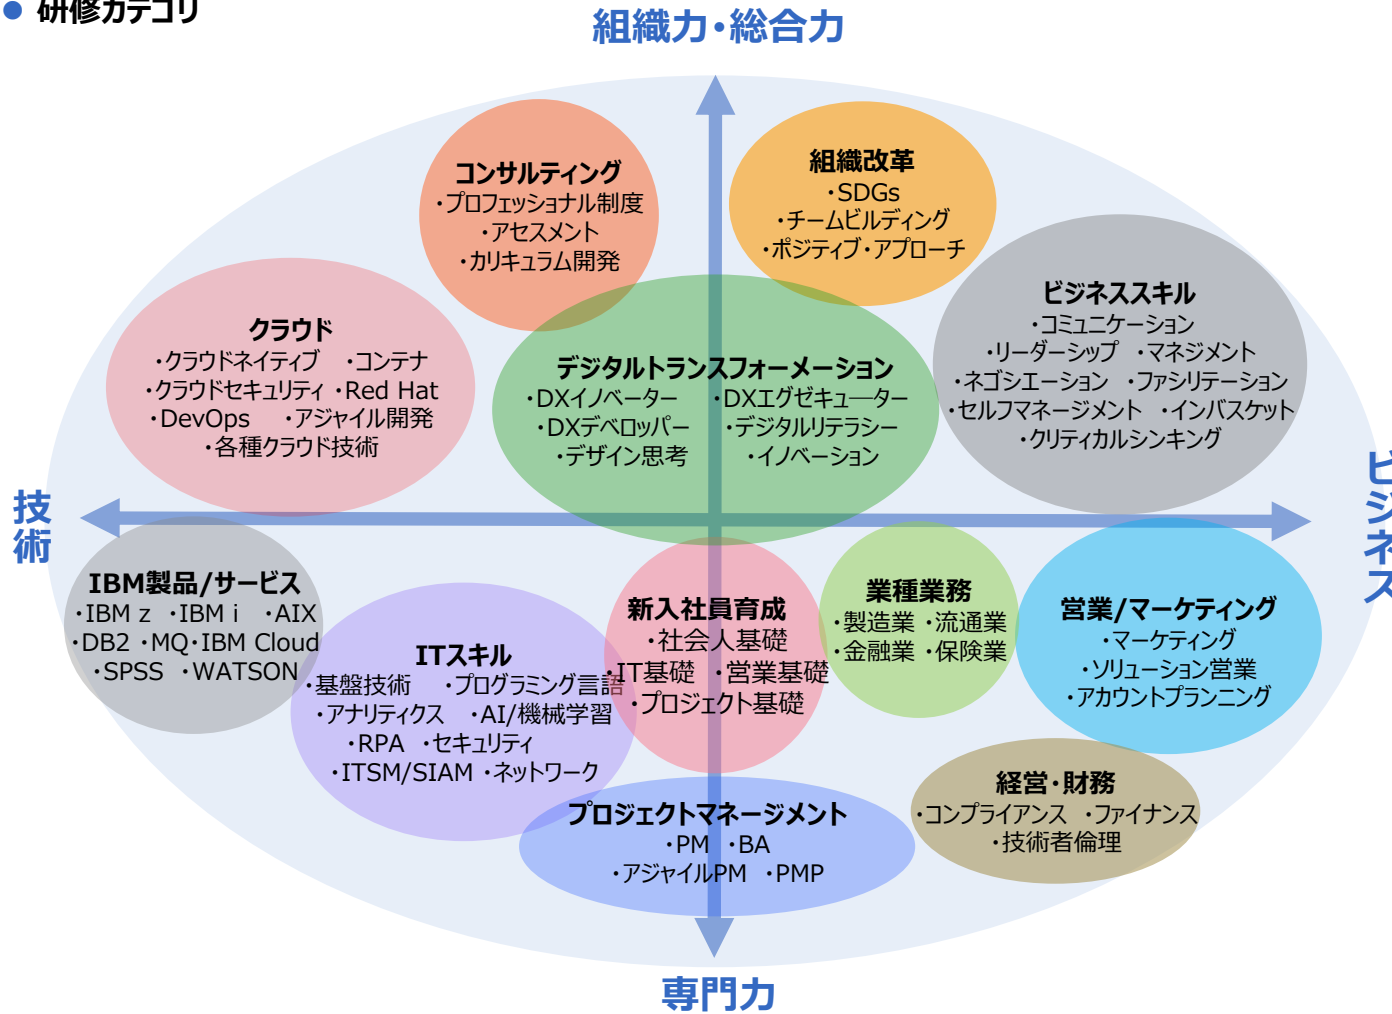 ● 研修カテゴリ
組織力・総合力
コンサルティング
・プロフェッショナル制度
・アセスメント
・カリキュラム開発
組織改革
・SDGs
・チームビルディング
・ポジティブ・アプローチ
クラウド
・クラウドネイティブ ・コンテナ
・クラウドセキュリティ ・Red Hat
・DevOps ・アジャイル開発
・各種クラウド技術
デジタルトランスフォーメーション
・DXイノベーター ・DXエグゼキュ―ター
・DXデベロッパー ・デジタルリテラシー
・デザイン思考 ・イノベーション
ビジネススキル
・コミュニケーション
・リーダーシップ ・マネジメント
・ネゴシエーション ・ファシリテーション
・セルフマネージメント ・インバスケット
・クリティカルシンキング
技術
ビジネス
IBM製品/サービス
・IBM z ・IBM i ・AIX
・DB2 ・MQ・IBM Cloud
・SPSS ・WATSON
ITスキル
・基盤技術 ・プログラミング言語
・アナリティクス ・AI/機械学習
・RPA ・セキュリティ
・ITSM/SIAM ・ネットワーク
新入社員育成
・社会人基礎
・IT基礎 ・営業基礎
・プロジェクト基礎
業種業務
・製造業 ・流通業
・金融業 ・保険業
営業/マーケティング
・マーケティング
・ソリューション営業
・アカウントプランニング
プロジェクトマネージメント
・PM ・BA
・アジャイルPM ・PMP
経営・財務
・コンプライアンス ・ファイナンス
・技術者倫理
専門力